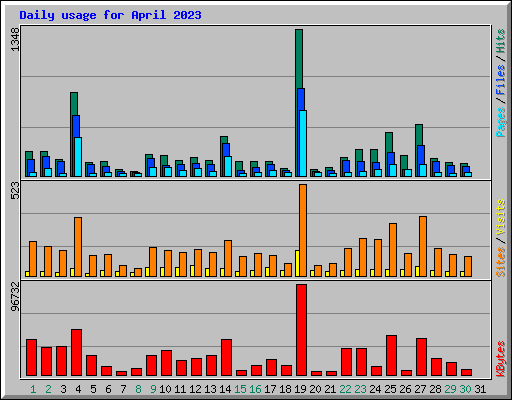 Daily usage for April 2023
1348
Pages / Files / Hits
523
Sites / Visits
96732
KBytes
1 2 3 4 5 6 7 8 9 10 11 12 13 14 15 16 17 18 19 20 21 22 23 24 25 26 27 28 29 30 31